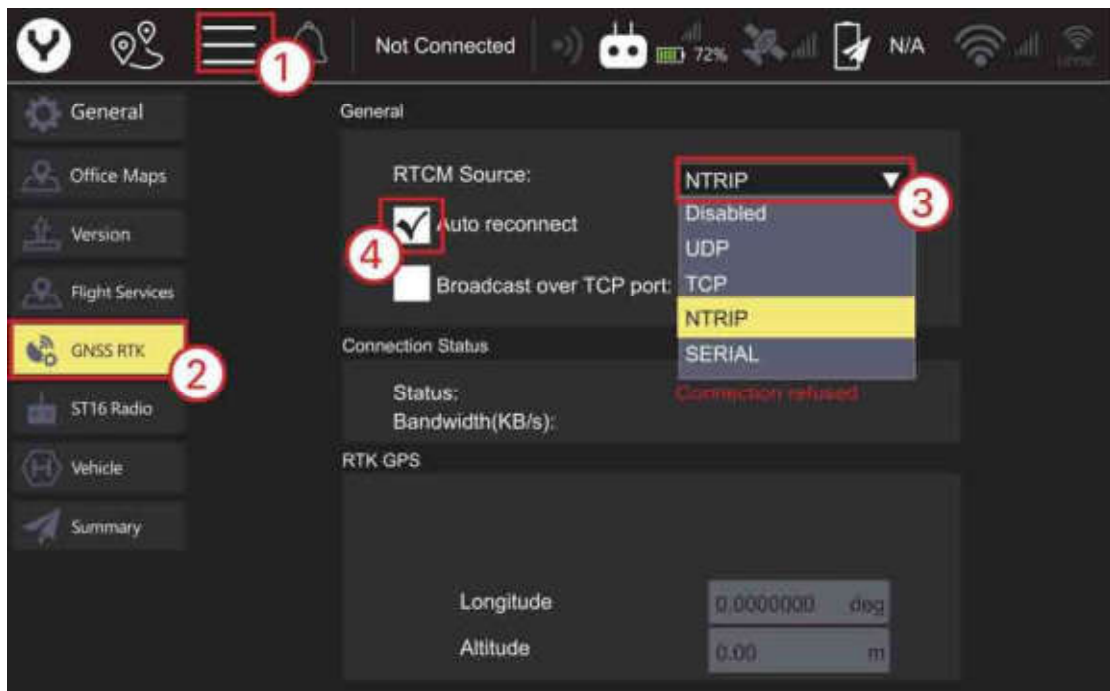 Not Connected 72% N/A
1
General
Office Maps
Version
Flight Services
GNSS RTK
2
ST16 Radio
Vehicle
Summary
General
RTCM Source:
NTRIP
3
4
Auto reconnect
Broadcast over TCP port:
Disabled
UDP
TCP
NTRIP
SERIAL
Connection Status
Status: Connection refused
Bandwidth(KB/s):
RTK GPS
Longitude 0.0000000 deg
Altitude 0.00 m